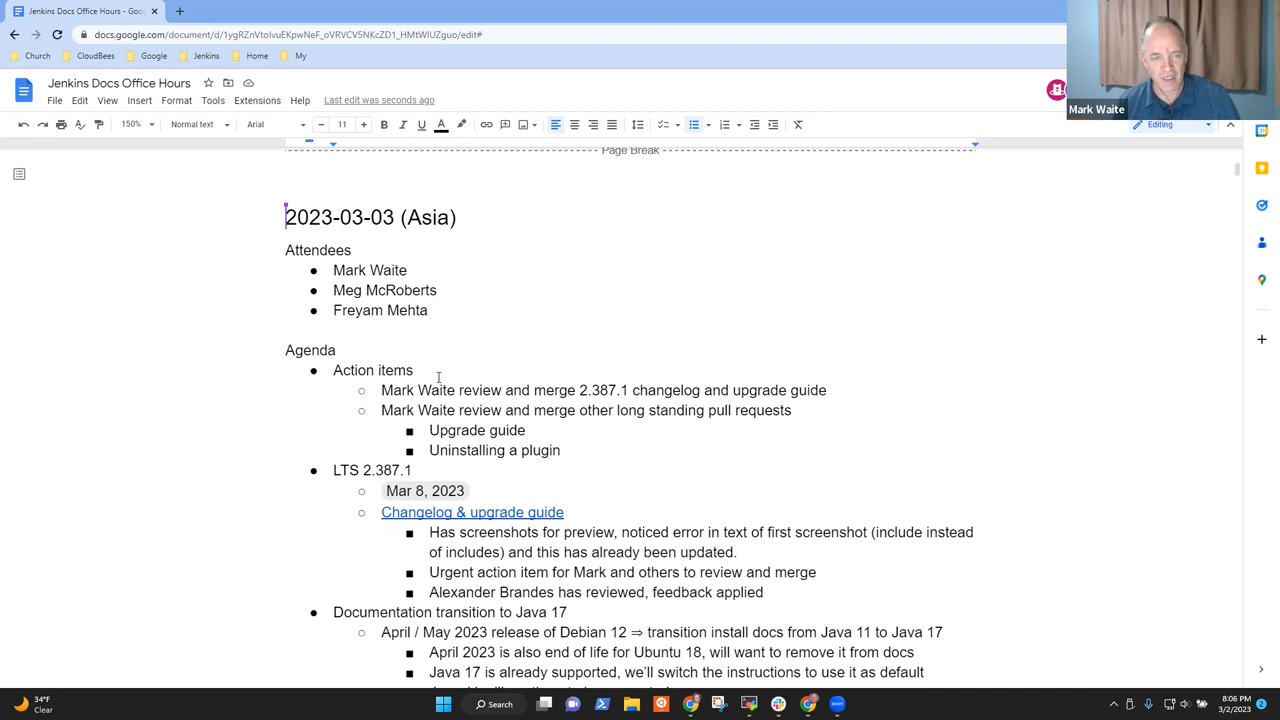 Jenkins Docs Office Hours - Goo
docs.google.com/document/d/1ygRZnVtolvuEKpwNeF_oVRVCV5NKcZD1_HMtWIUZguo/edit#
Church CloudBees Google Jenkins Home My
Jenkins Docs Office Hours
File Edit View Insert Format Tools Extensions Help Last edit was seconds ago
Mark Waite
150% Normal text Arial 11 Editing
Page Break
2023-03-03 (Asia)
Attendees
● Mark Waite
● Meg McRoberts
● Freyam Mehta
Agenda
● Action items
○ Mark Waite review and merge 2.387.1 changelog and upgrade guide
○ Mark Waite review and merge other long standing pull requests
■ Upgrade guide
■ Uninstalling a plugin
● LTS 2.387.1
○ Mar 8, 2023
○ Changelog & upgrade guide
■ Has screenshots for preview, noticed error in text of first screenshot (include instead
of includes) and this has already been updated.
■ Urgent action item for Mark and others to review and merge
■ Alexander Brandes has reviewed, feedback applied
● Documentation transition to Java 17
○ April / May 2023 release of Debian 12 ⇒ transition install docs from Java 11 to Java 17
■ April 2023 is also end of life for Ubuntu 18, will want to remove it from docs
■ Java 17 is already supported, we'll switch the instructions to use it as default
34°F
Clear
Search
8:06 PM
3/2/2023
2